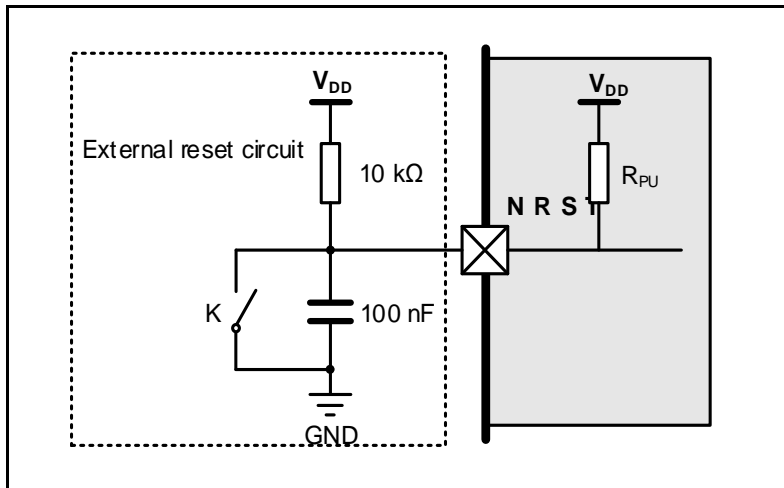 V_DD
V_DD
External reset circuit
10 kΩ
R_PU
N R S T
K
100 nF
GND